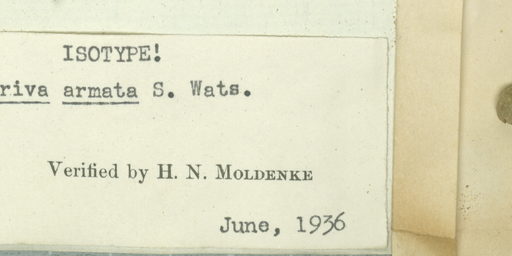 ISOTYPE!
riva armata S. Wats.
Verified by H. N. MOLDENKE
June, 1936